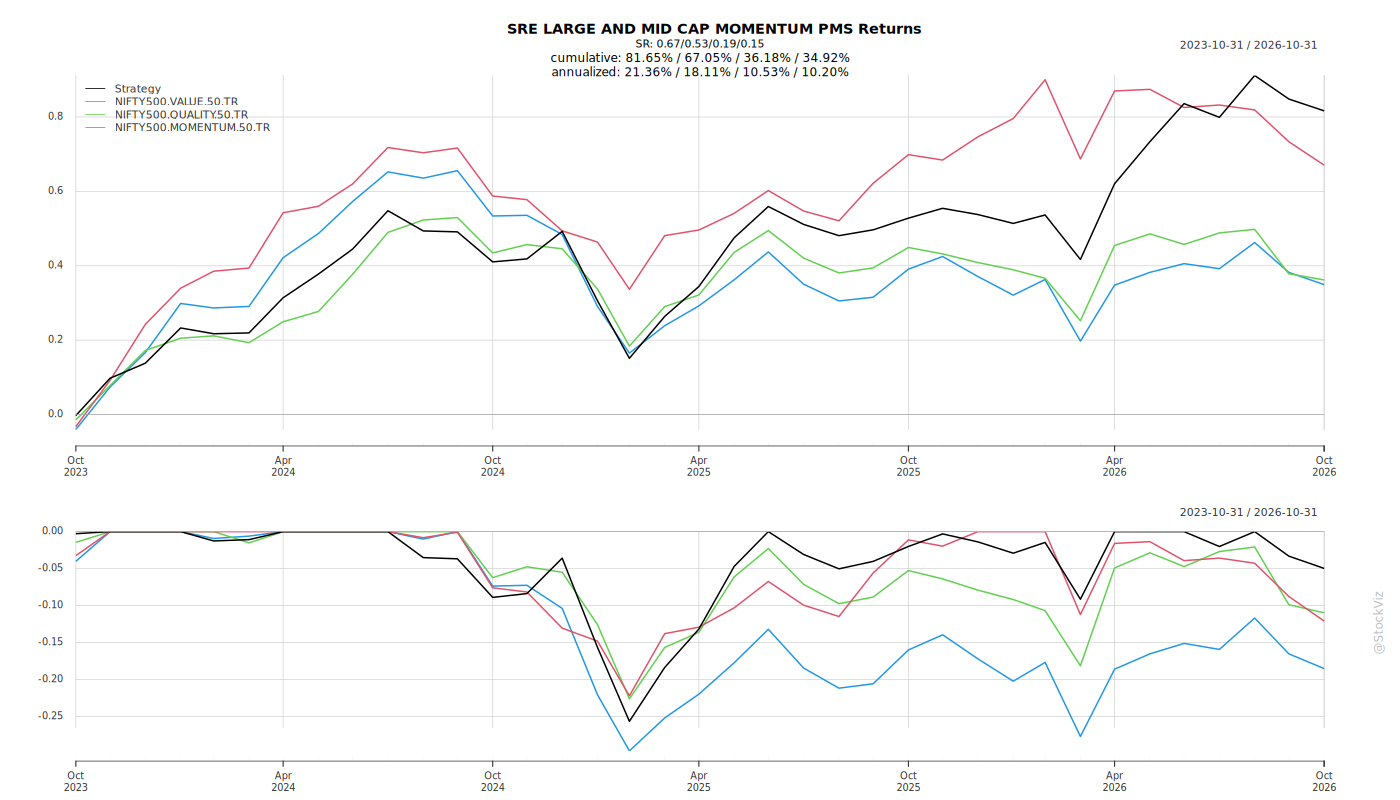 SRE LARGE AND MID CAP MOMENTUM PMS Returns
SR: 0.67/0.53/0.19/0.15
cumulative: 81.65% / 67.05% / 36.18% / 34.92%
annualized: 21.36% / 18.11% / 10.53% / 10.20%
2023-10-31 / 2026-10-31
Strategy
NIFTY500.VALUE.50.TR
NIFTY500.QUALITY.50.TR
NIFTY500.MOMENTUM.50.TR
0.8
0.6
0.4
0.2
0.0
Oct Apr Oct Apr Oct Apr Oct
2023 2024 2024 2025 2025 2026 2026
2023-10-31 / 2026-10-31
0.00
-0.05
-0.10
-0.15
-0.20
-0.25
Oct Apr Oct Apr Oct Apr Oct
2023 2024 2024 2025 2025 2026 2026
@StockViz